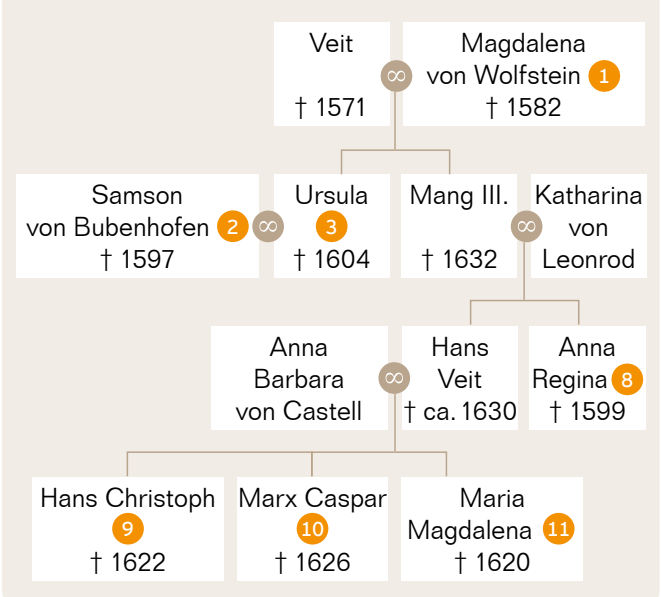 Veit
† 1571
∞
Magdalena
von Wolfstein 1
† 1582
Samson
von Bubenhofen 2
† 1597
∞
Ursula
3
† 1604
Mang III.
† 1632
∞
Katharina
von
Leonrod
Anna
Barbara
von Castell
∞
Hans
Veit
† ca. 1630
Anna
Regina 8
† 1599
Hans Christoph
9
† 1622
Marx Caspar
10
† 1626
Maria
Magdalena 11
† 1620